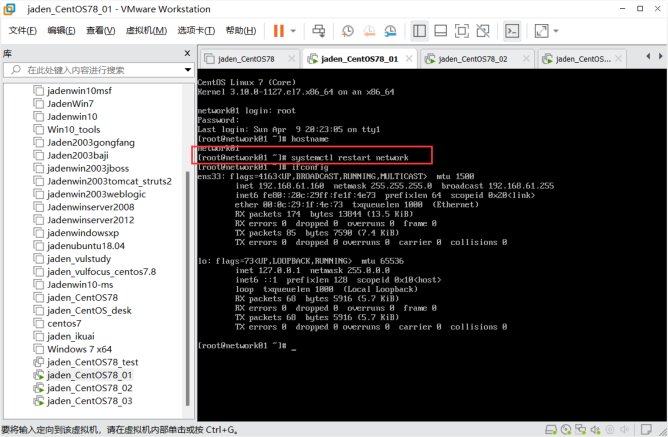 jaden_CentOS78_01 - VMware Workstation
文件(F) 编辑(E) 查看(V) 虚拟机(M) 选项卡(T) 帮助(H)
库
在此处键入内容进行搜索
jadenwin10msf
JadenWin7
Jadenwin10
Win10_tools
Jaden2003gongfang
Jaden2003baji
jadenwin2003jboss
Jadenwin2003tomcat_struts2
Jadenwin2003weblogic
Jadenwinserver2008
Jadenwinserver2012
jadenwindowsxp
jadenubuntu18.04
jaden_vulstudy
jaden_vulfocus_centos7.8
Jadenwin10-ms
jaden_CentOS78
jaden_CentOS_desk
centos7
jaden_ikuai
Windows 7 x64
jaden_CentOS78_test
jaden_CentOS78_01
jaden_CentOS78_02
jaden_CentOS78_03
jaden_CentOS78
jaden_CentOS78_01
jaden_CentOS78_02
jaden_CentOS...
CentOS Linux 7 (Core)
Kernel 3.10.0-1127.el7.x86_64 on an x86_64
network01 login: root
Password:
Last login: Sun Apr  9 20:23:05 on tty1
[root@network01 ~]# hostname
network01
[root@network01 ~]# systemctl restart network
[root@network01 ~]# ifconfig
ens33: flags=4163<UP,BROADCAST,RUNNING,MULTICAST>  mtu 1500
inet 192.168.61.160  netmask 255.255.255.0  broadcast 192.168.61.255
inet6 fe80::20c:29ff:fe1f:4e73  prefixlen 64  scopeid 0x20<link>
ether 00:0c:29:1f:4e:73  txqueuelen 1000  (Ethernet)
RX packets 174  bytes 13844 (13.5 KiB)
RX errors 0  dropped 0  overruns 0  frame 0
TX packets 85  bytes 7590 (7.4 KiB)
TX errors 0  dropped 0 overruns 0  carrier 0  collisions 0
lo: flags=73<UP,LOOPBACK,RUNNING>  mtu 65536
inet 127.0.0.1  netmask 255.0.0.0
inet6 ::1  prefixlen 128  scopeid 0x10<host>
loop  txqueuelen 1000  (Local Loopback)
RX packets 68  bytes 5916 (5.7 KiB)
RX errors 0  dropped 0  overruns 0  frame 0
TX packets 68  bytes 5916 (5.7 KiB)
TX errors 0  dropped 0 overruns 0  carrier 0  collisions 0
[root@network01 ~]# _
要将输入定向到该虚拟机，请在虚拟机内部单击或按 Ctrl+G。